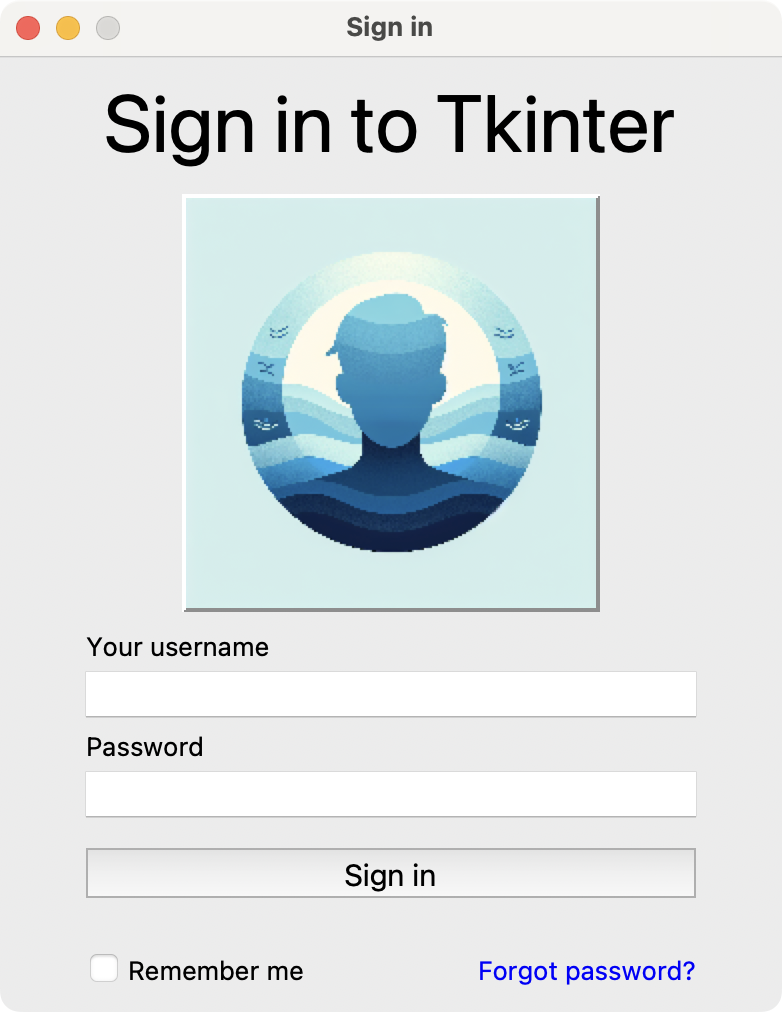 Sign in
Sign in to Tkinter
Your username
Password
Sign in
Remember me
Forgot password?